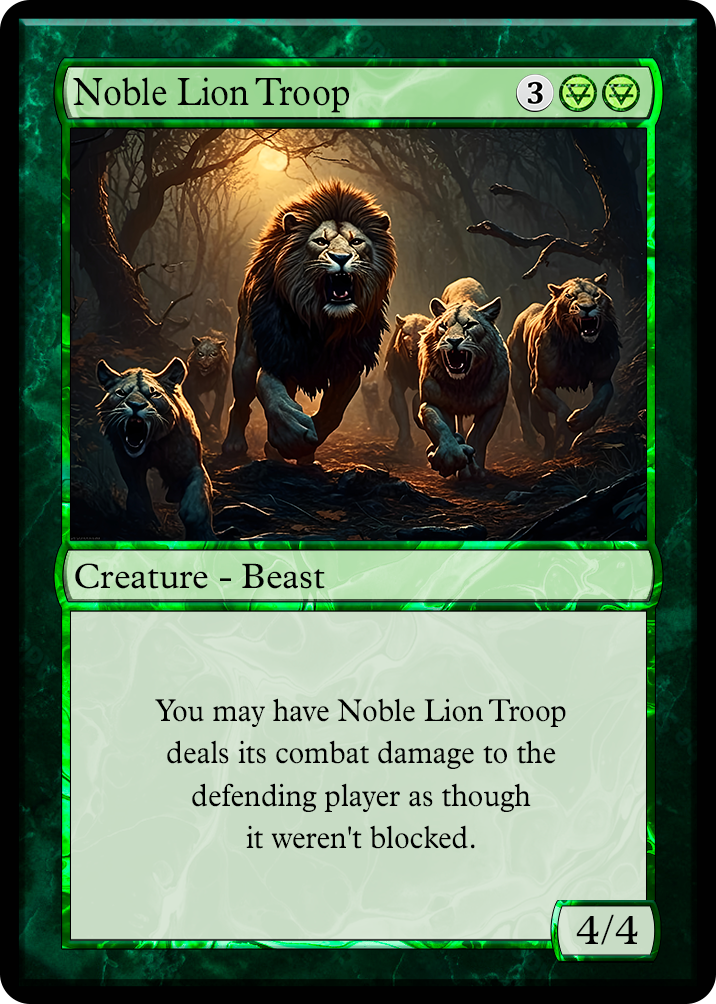 Noble Lion Troop 3
Creature - Beast
You may have Noble Lion Troop
deals its combat damage to the
defending player as though
it weren't blocked.
4/4